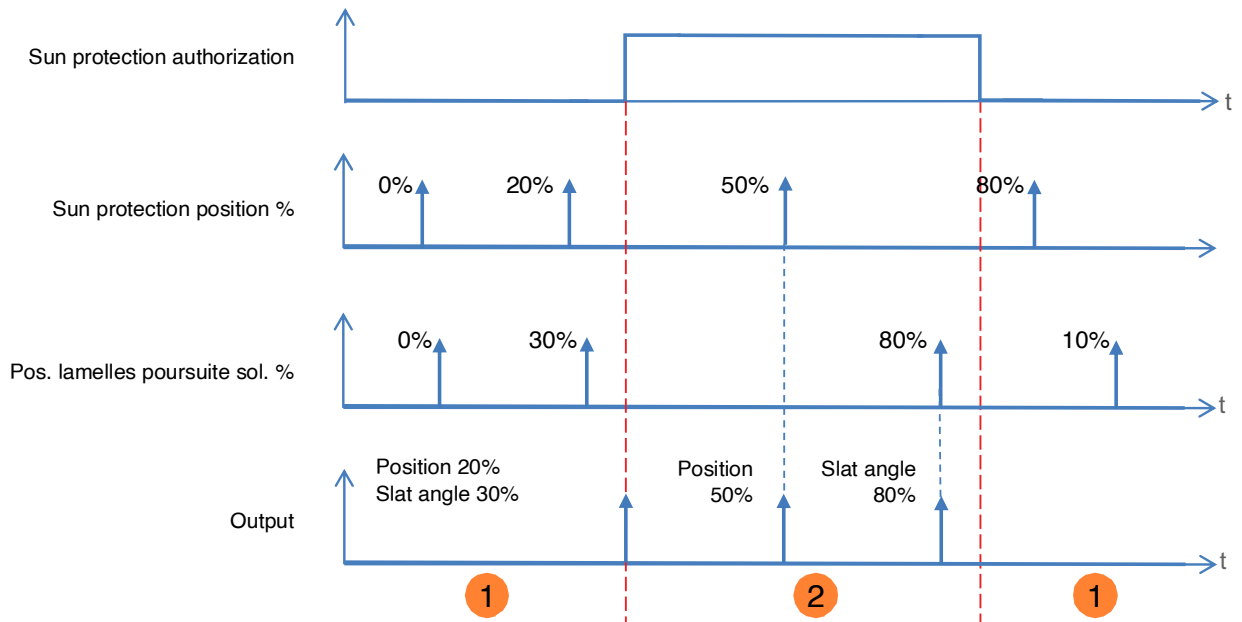 Sun protection authorization
t
0%
20%
50%
80%
Sun protection position %
0%
30%
80%
10%
Pos. lamelles poursuite sol. %
t
Position 20%
Slat angle 30%
Position
50%
Slat angle
80%
Output
t
1
2
1